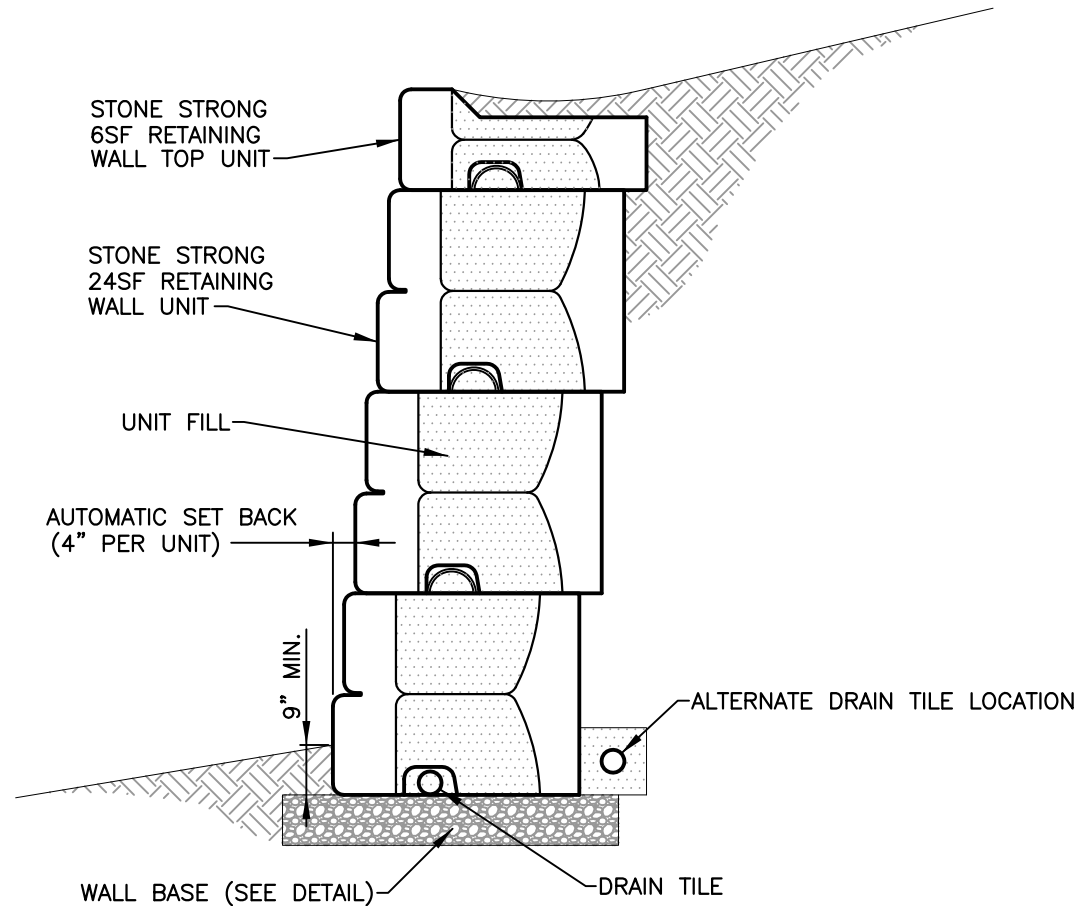 STONE STRONG
6SF RETAINING
WALL TOP UNIT
STONE STRONG
24SF RETAINING
WALL UNIT
UNIT FILL
AUTOMATIC SET BACK
(4” PER UNIT)
9” MIN.
ALTERNATE DRAIN TILE LOCATION
WALL BASE (SEE DETAIL)
DRAIN TILE